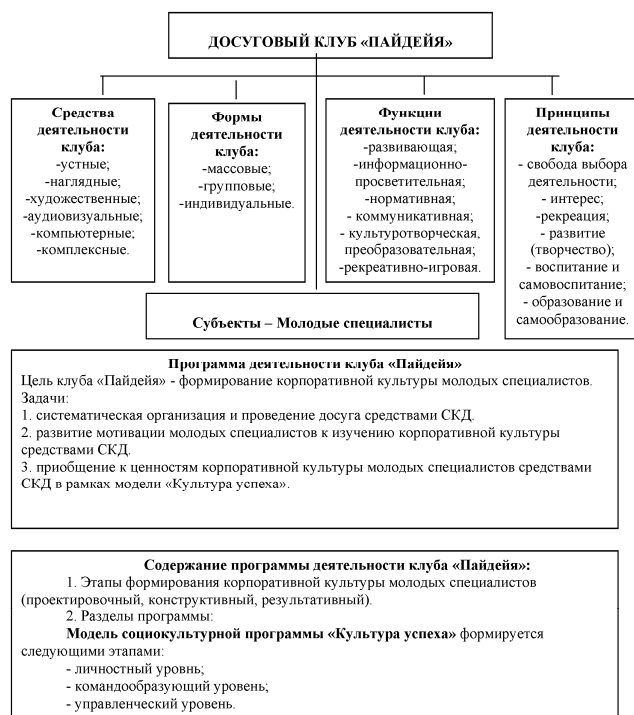 ДОСУГОВЫЙ КЛУБ «ПАЙДЕЙЯ»
Средства
деятельности
клуба:
-устные;
-наглядные;
-художественные;
-аудиовизуальные;
-компьютерные;
-комплексные.
Формы
деятельности
клуба:
-массовые;
-групповые;
-индивидуальные.
Функции
деятельности клуба:
-развивающая;
-информационно-
просветительная;
-нормативная;
- коммуникативная;
- культуротворческая,
преобразовательная;
-рекреативно-игровая.
Принципы
деятельности
клуба:
- свобода выбора
деятельности;
- интерес;
-рекреация;
- развитие
(творчество);
- воспитание и
самовоспитание;
- образование и
самообразование.
Субъекты – Молодые специалисты
Программа деятельности клуба «Пайдейя»
Цель клуба «Пайдейя» - формирование корпоративной культуры молодых специалистов.
Задачи:
1. систематическая организация и проведение досуга средствами СКД.
2. развитие мотивации молодых специалистов к изучению корпоративной культуры
средствами СКД.
3. приобщение к ценностям корпоративной культуры молодых специалистов средствами
СКД в рамках модели «Культура успеха».
Содержание программы деятельности клуба «Пайдейя»:
1. Этапы формирования корпоративной культуры молодых специалистов
(проектировочный, конструктивный, результативный).
2. Разделы программы:
Модель социокультурной программы «Культура успеха» формируется
следующими этапами:
- личностный уровнь;
- командообразующий уровень;
- управленческий уровень.